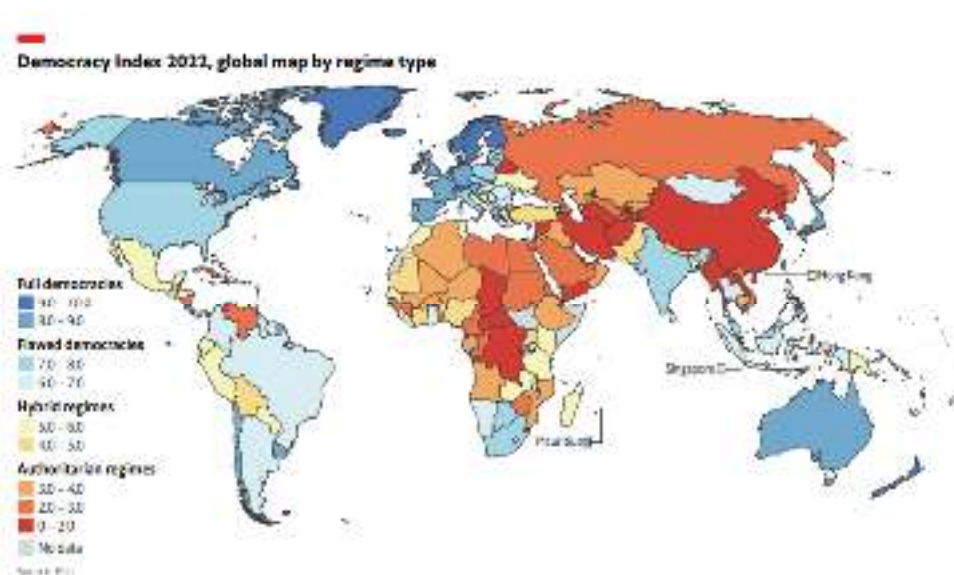 Democracy Index 2022, global map by regime type
Full democracies
9.0 - 10.0
8.0 - 9.0
Flawed democracies
7.0 - 8.0
6.0 - 7.0
Hybrid regimes
5.0 - 6.0
4.0 - 5.0
Authoritarian regimes
3.0 - 4.0
2.0 - 3.0
0 - 2.0
No data
Hong Kong
Singapore
Mauritius